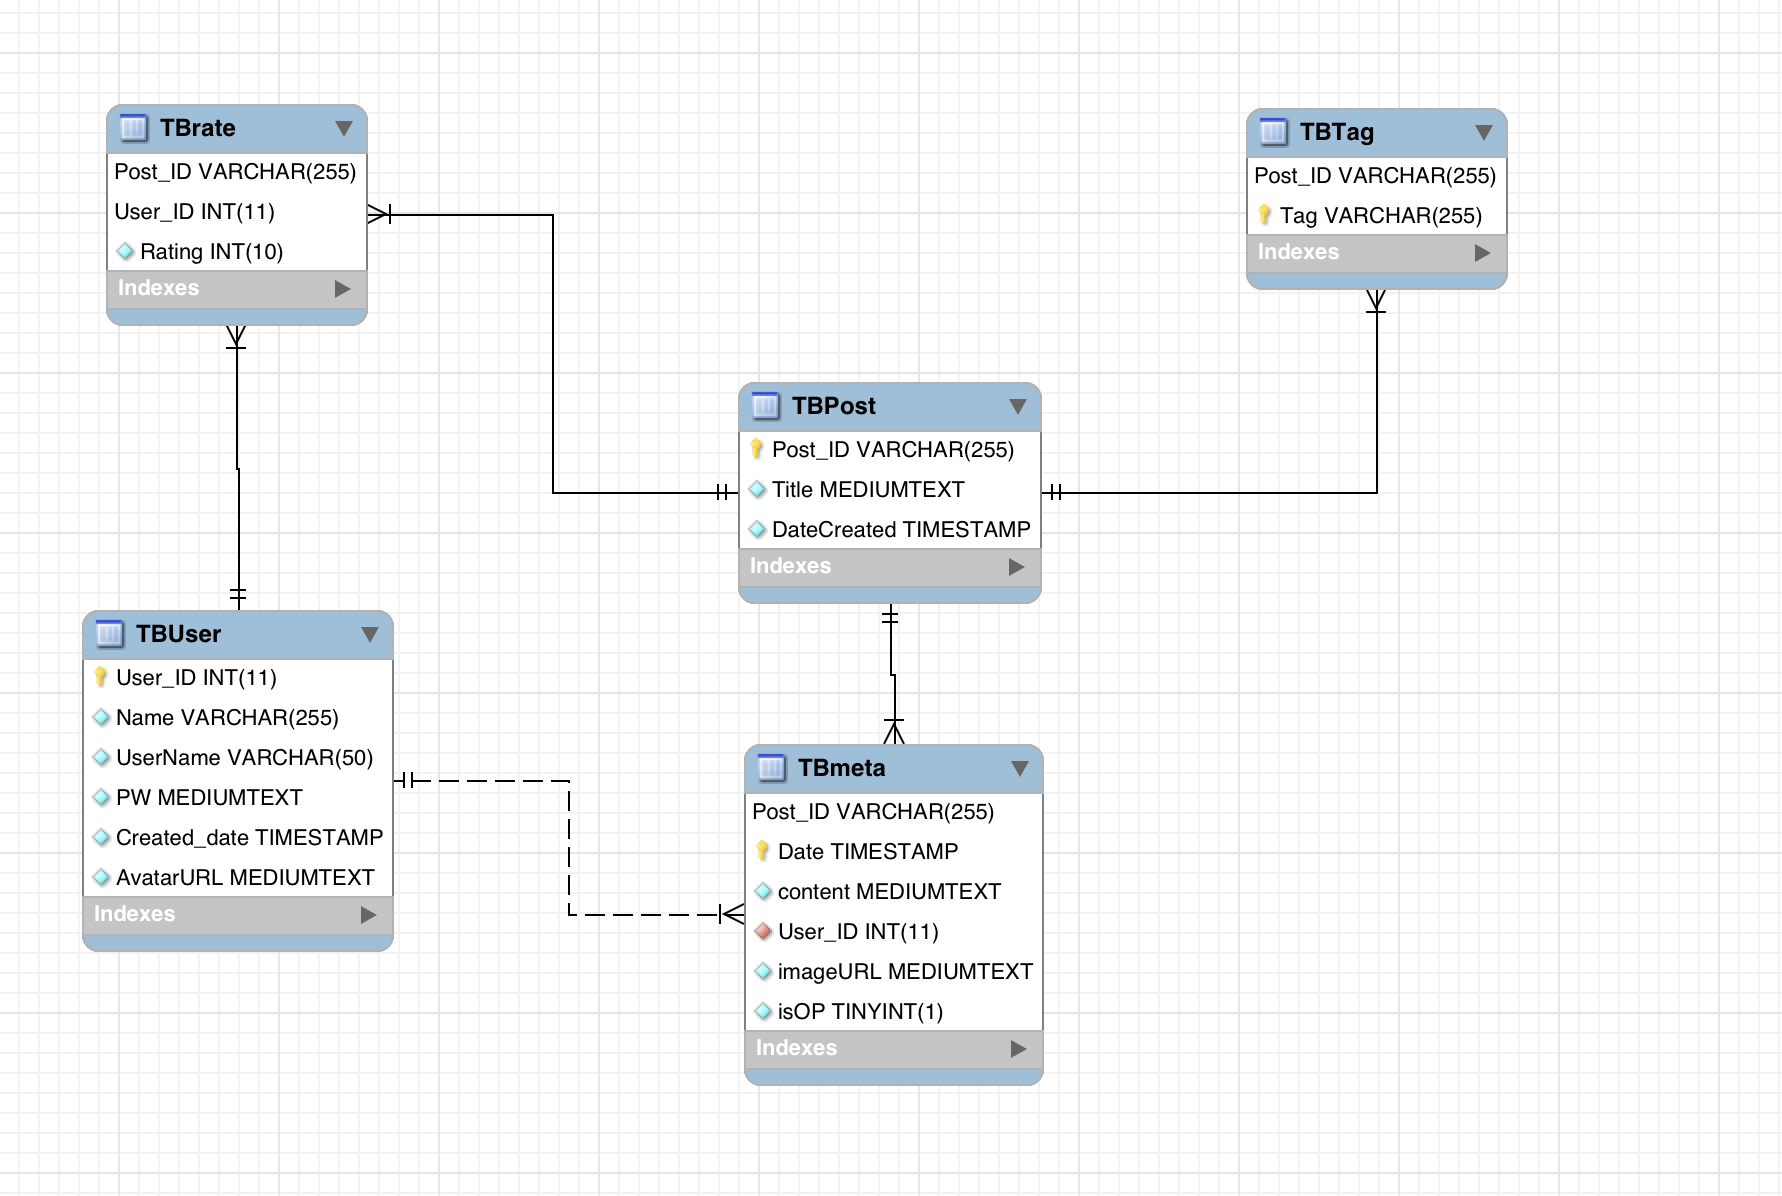 TBrate
Post_ID VARCHAR(255)
User_ID INT(11)
Rating INT(10)
Indexes
TBTag
Post_ID VARCHAR(255)
Tag VARCHAR(255)
Indexes
TBPost
Post_ID VARCHAR(255)
Title MEDIUMTEXT
DateCreated TIMESTAMP
Indexes
TBUser
User_ID INT(11)
Name VARCHAR(255)
UserName VARCHAR(50)
PW MEDIUMTEXT
Created_date TIMESTAMP
AvatarURL MEDIUMTEXT
Indexes
TBmeta
Post_ID VARCHAR(255)
Date TIMESTAMP
content MEDIUMTEXT
User_ID INT(11)
imageURL MEDIUMTEXT
isOP TINYINT(1)
Indexes